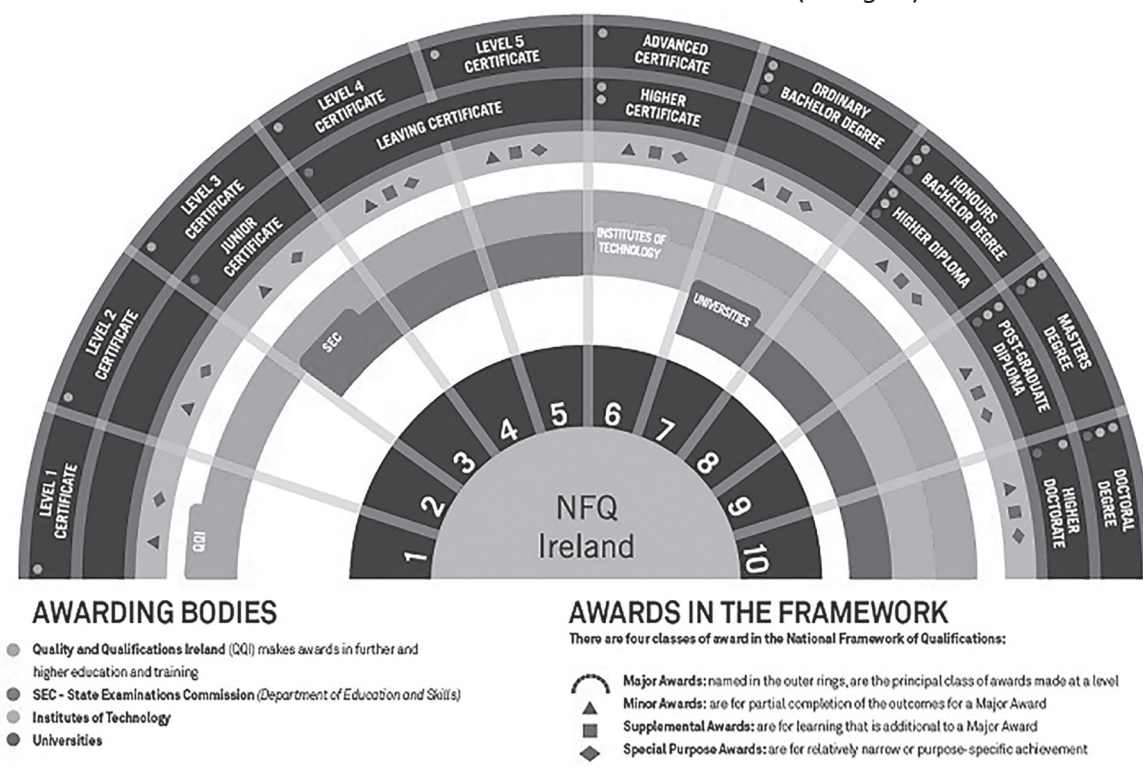 LEVEL 1
CERTIFICATE
LEVEL 2
CERTIFICATE
LEVEL 3
CERTIFICATE
JUNIOR
CERTIFICATE
LEVEL 4
CERTIFICATE
LEVEL 5
CERTIFICATE
LEAVING CERTIFICATE
ADVANCED
CERTIFICATE
HIGHER
CERTIFICATE
ORDINARY
BACHELOR DEGREE
HONOURS
BACHELOR DEGREE
HIGHER DIPLOMA
MASTERS
DEGREE
POST-GRADUATE
DIPLOMA
DOCTORAL
DEGREE
HIGHER
DOCTORATE
QQI
SEC
INSTITUTES OF
TECHNOLOGY
UNIVERSITIES
1
2
3
4
5
6
7
8
9
10
NFQ
Ireland
AWARDING BODIES
Quality and Qualifications Ireland (QQI) makes awards in further and
higher education and training
SEC - State Examinations Commission (Department of Education and Skills)
Institutes of Technology
Universities
AWARDS IN THE FRAMEWORK
There are four classes of award in the National Framework of Qualifications:
Major Awards: named in the outer rings, are the principal class of awards made at a level
Minor Awards: are for partial completion of the outcomes for a Major Award
Supplemental Awards: are for learning that is additional to a Major Award
Special Purpose Awards: are for relatively narrow or purpose-specific achievement